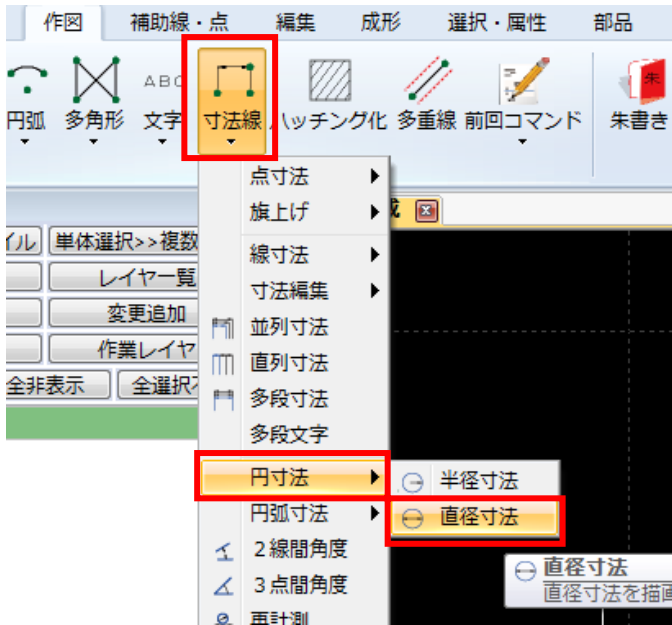 作図 補助線・点 編集 成形 選択・属性 部品
ABC
円弧 多角形 文字 寸法線 ハッチング化 多重線 前回コマンド 朱書き
朱
点寸法
旗上げ
成
イル 単体選択>>複数
線寸法
レイヤー覧
寸法編集
変更追加
並列寸法
作業レイヤ
直列寸法
全非表示 全選択
多段寸法
多段文字
円寸法
半径寸法
円弧寸法
直径寸法
2線間角度
3点間角度
直径寸法
直径寸法を描画
再計測